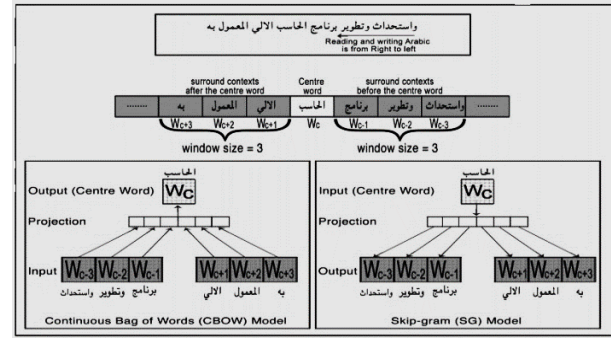 واستحداث وتطوير برنامج الحاسب الالي المعمول به
Reading and writing Arabic
is from Right to left
surround contexts
after the centre word
Centre
word
surround contexts
before the centre word
........ واستحداث وتطوير برنامج الحاسب الالي المعمول به ........
Wc+3 Wc+2 Wc+1 Wc Wc-1 Wc-2 Wc-3
window size = 3 window size = 3
الحاسب
Output (Centre Word) Wc
Projection
Input Wc-3 Wc-2 Wc-1 Wc+1 Wc+2 Wc+3
واستحداث وتطوير برنامج الالي المعمول به
Continuous Bag of Words (CBOW) Model
الحاسب
Input (Centre Word) Wc
Projection
Output Wc-3 Wc-2 Wc-1 Wc+1 Wc+2 Wc+3
واستحداث وتطوير برنامج الالي المعمول به
Skip-gram (SG) Model